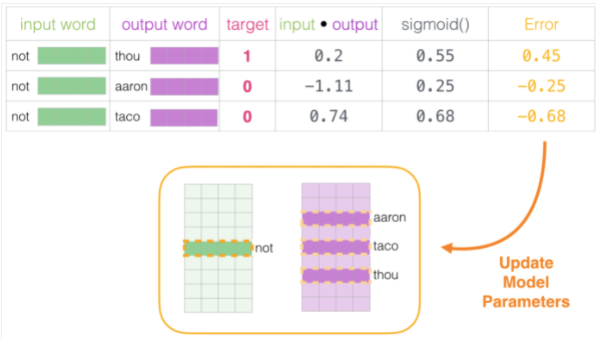 input word output word target input • output sigmoid() Error
not thou 1 0.2 0.55 0.45
not aaron 0 −1.11 0.25 −0.25
not taco 0 0.74 0.68 −0.68
aaron
not taco
thou
Update
Model
Parameters